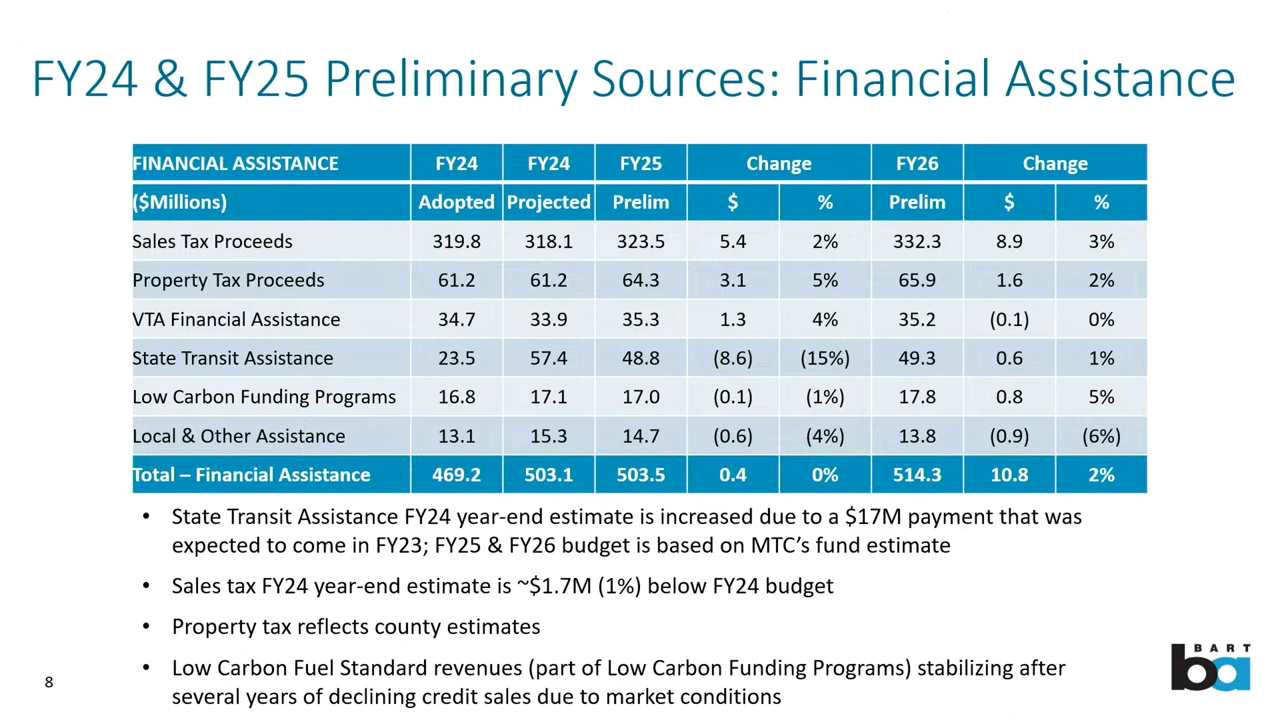 FY24 & FY25 Preliminary Sources: Financial Assistance
FINANCIAL ASSISTANCE FY24 FY24 FY25 Change FY26 Change
($Millions) Adopted Projected Prelim $ % Prelim $ %
Sales Tax Proceeds 319.8 318.1 323.5 5.4 2% 332.3 8.9 3%
Property Tax Proceeds 61.2 61.2 64.3 3.1 5% 65.9 1.6 2%
VTA Financial Assistance 34.7 33.9 35.3 1.3 4% 35.2 (0.1) 0%
State Transit Assistance 23.5 57.4 48.8 (8.6) (15%) 49.3 0.6 1%
Low Carbon Funding Programs 16.8 17.1 17.0 (0.1) (1%) 17.8 0.8 5%
Local & Other Assistance 13.1 15.3 14.7 (0.6) (4%) 13.8 (0.9) (6%)
Total – Financial Assistance 469.2 503.1 503.5 0.4 0% 514.3 10.8 2%
• State Transit Assistance FY24 year-end estimate is increased due to a $17M payment that was
expected to come in FY23; FY25 & FY26 budget is based on MTC’s fund estimate
• Sales tax FY24 year-end estimate is ~$1.7M (1%) below FY24 budget
• Property tax reflects county estimates
• Low Carbon Fuel Standard revenues (part of Low Carbon Funding Programs) stabilizing after
several years of declining credit sales due to market conditions
8
BART
ba